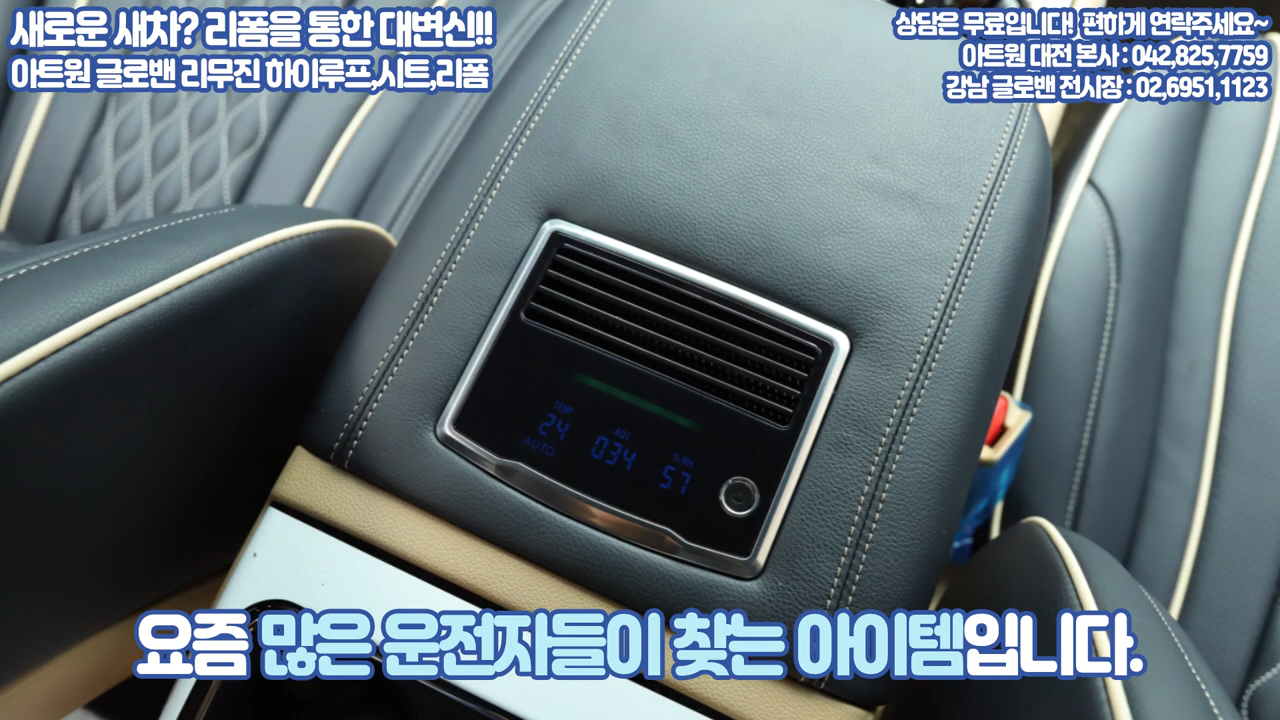 새로운 새차? 리폼을 통한 대변신!!
아트원 글로밴 리무진 하이루프,시트,리폼
상담은 무료입니다! 편하게 연락주세요~
아트원 대전 본사 : 042,825,7759
강남 글로밴 전시장 : 02,6951,1123
TEMP
24
AUTO
AQI
034
%RH
57
요즘 많은 운전자들이 찾는 아이템입니다.